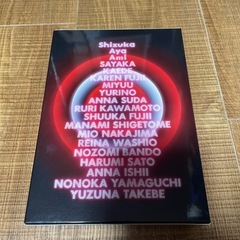 Shizuka
Aya
Ami
SAYAKA
KAEDE
KAREN FUJII
MIYUU
YURINO
ANNA SUDA
RURI KAWAMOTO
SHUUKA FUJII
MANAMI SHIGETOME
MIO NAKAJIMA
REINA WASHIO
NOZOMI BANDO
HARUMI SATO
ANNA ISHII
NONOKA YAMAGUCHI
YUZUNA TAKEBE